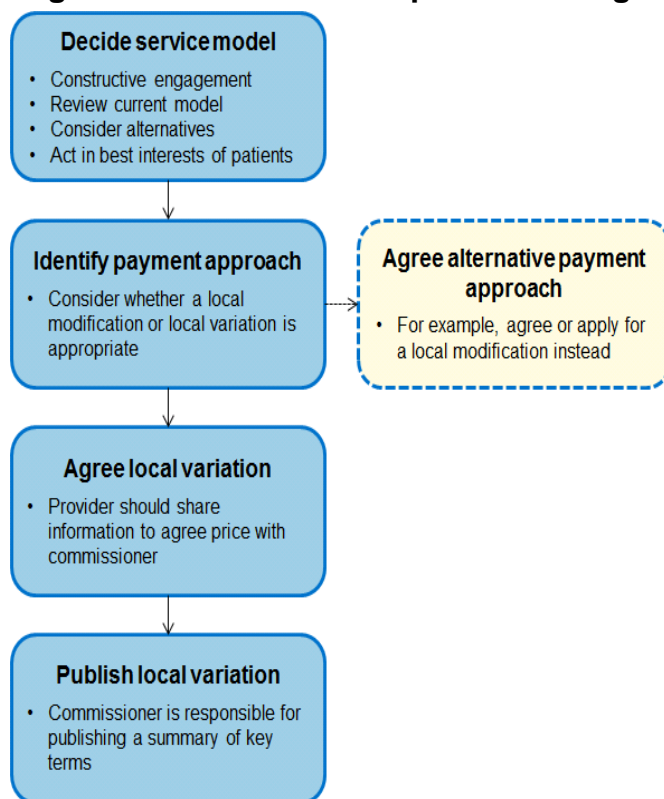 Decide service model
• Constructive engagement
• Review current model
• Consider alternatives
• Act in best interests of patients
Identify payment approach
• Consider whether a local
modification or local variation is
appropriate
Agree alternative payment
approach
• For example, agree or apply for
a local modification instead
Agree local variation
• Provider should share
information to agree price with
commissioner
Publish local variation
• Commissioner is responsible for
publishing a summary of key
terms